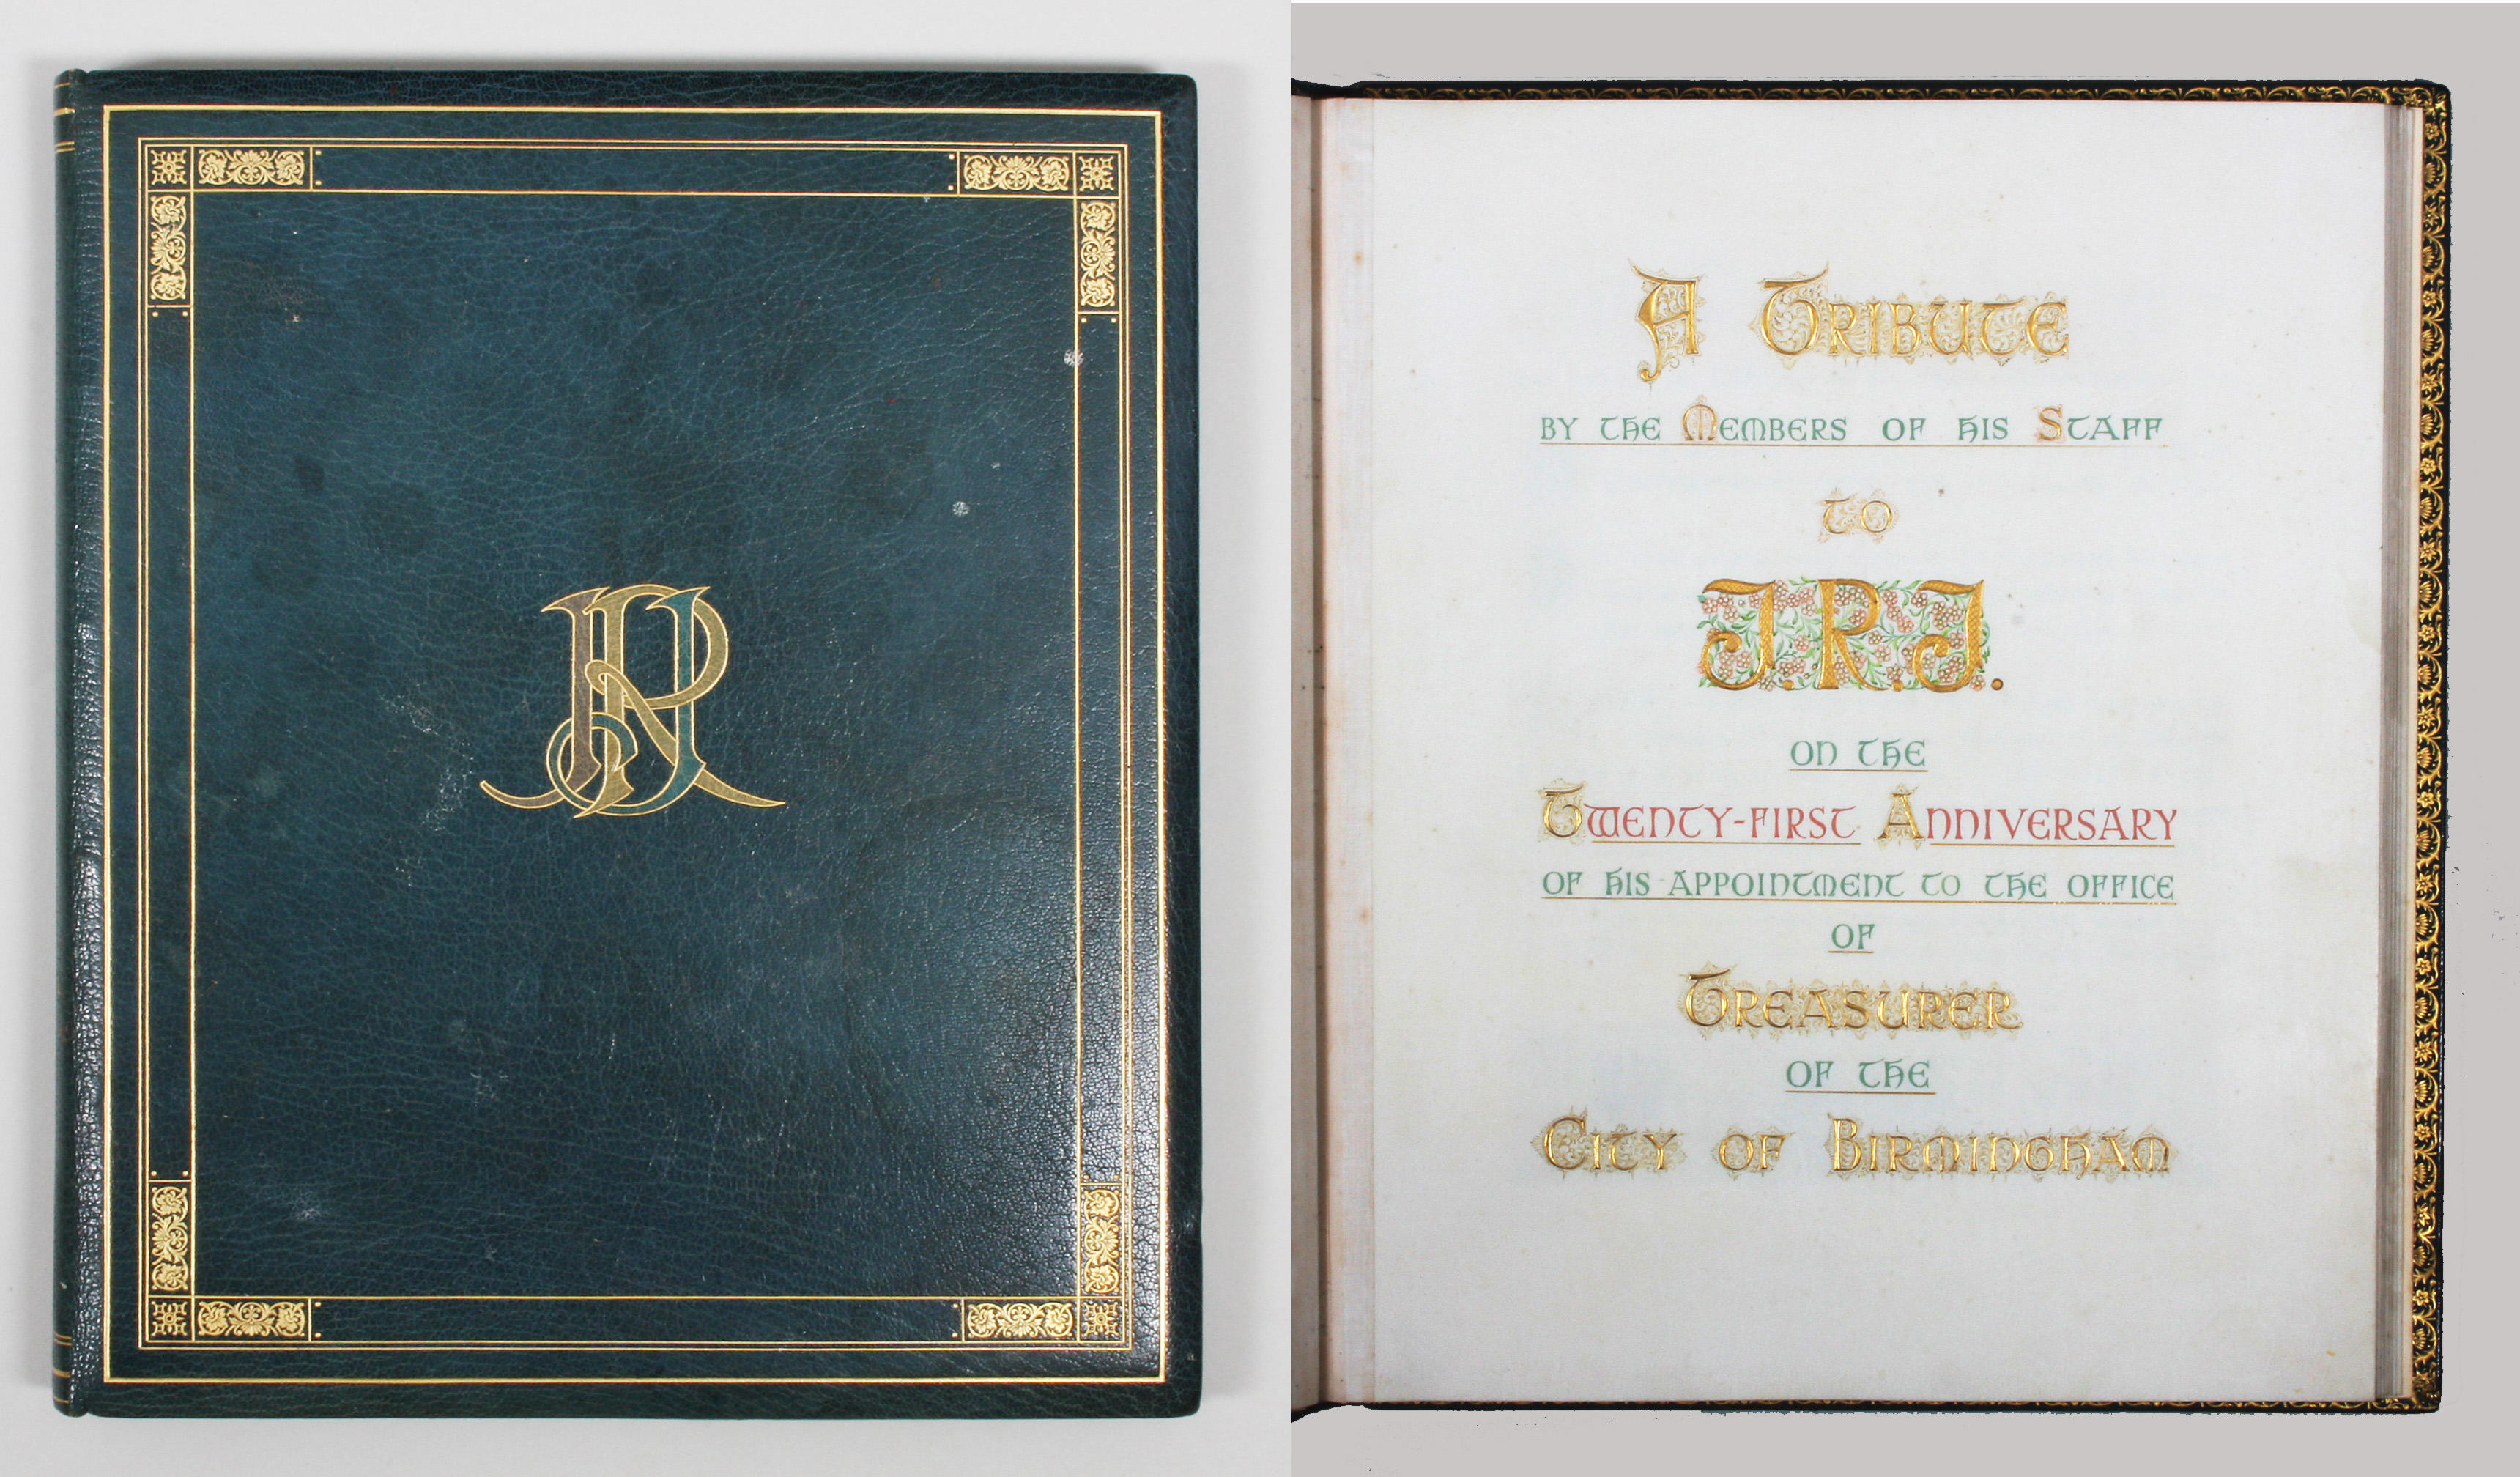 JRJ
A Tribute
by the Members of his Staff
to
J.R.J.
on the
Twenty-first Anniversary
of his appointment to the office
of
Treasurer
of the
City of Birmingham